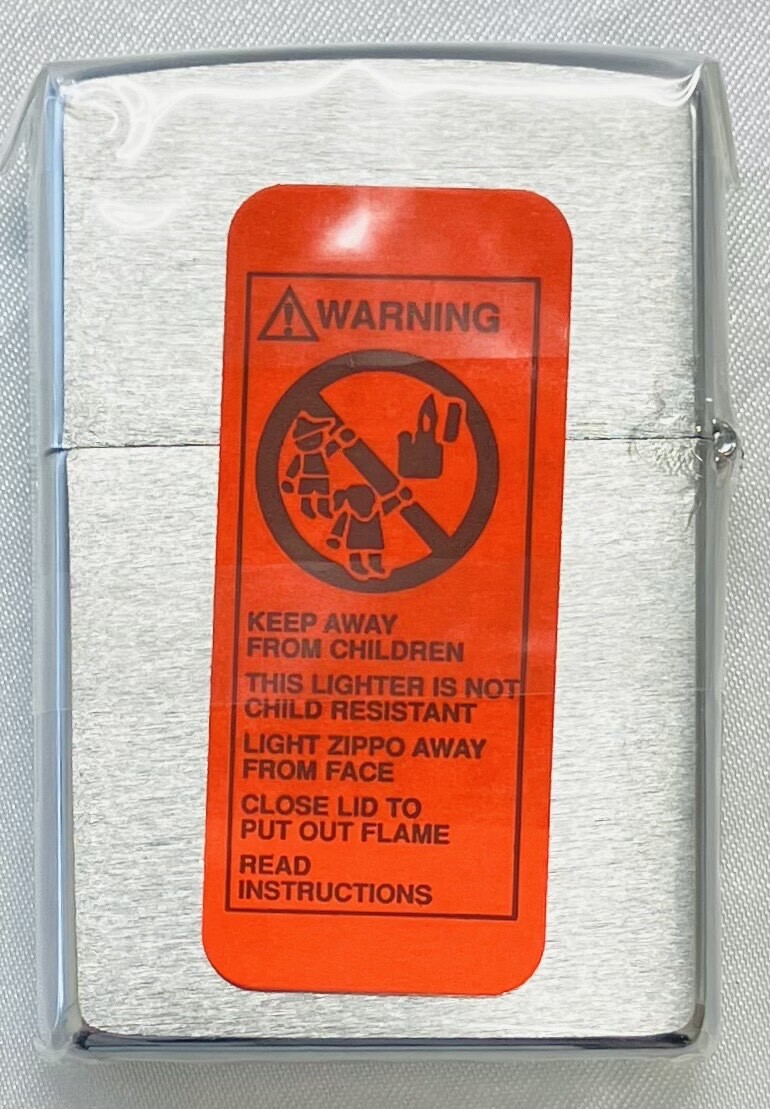 WARNING
KEEP AWAY
FROM CHILDREN
THIS LIGHTER IS NOT
CHILD RESISTANT
LIGHT ZIPPO AWAY
FROM FACE
CLOSE LID TO
PUT OUT FLAME
READ
INSTRUCTIONS